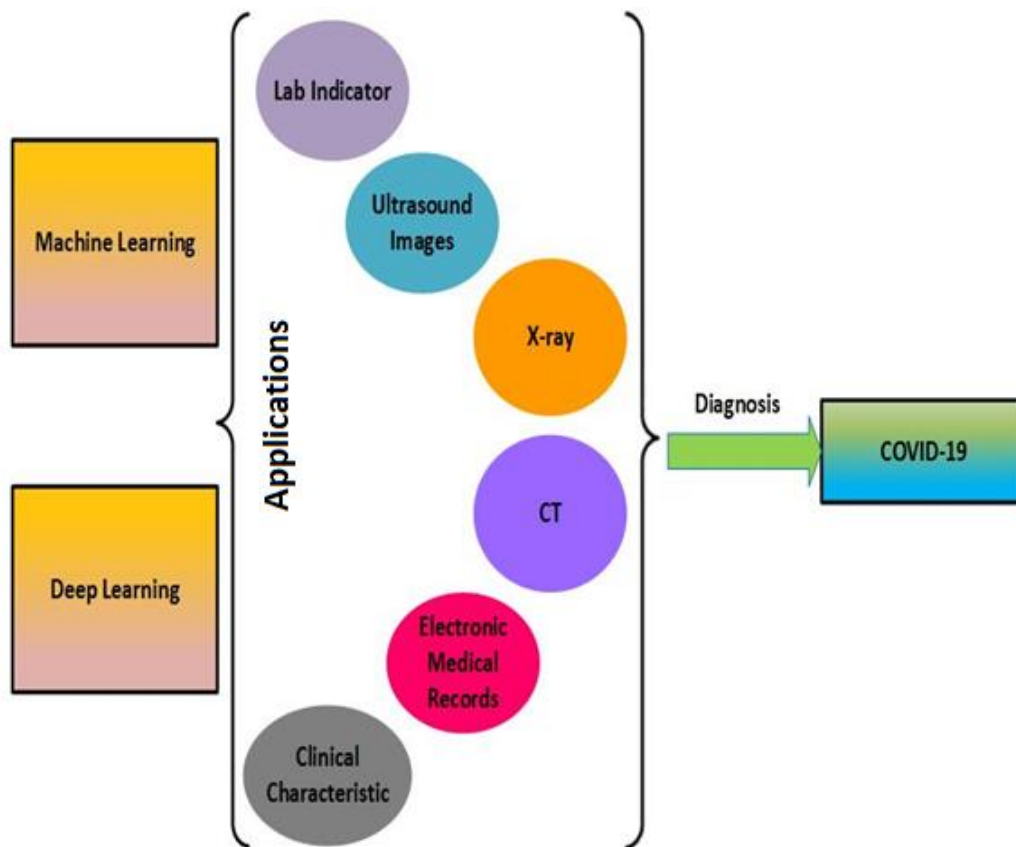 Lab Indicator
Ultrasound
Images
Machine Learning
X-ray
Applications
Diagnosis
COVID-19
CT
Deep Learning
Electronic
Medical
Records
Clinical
Characteristic